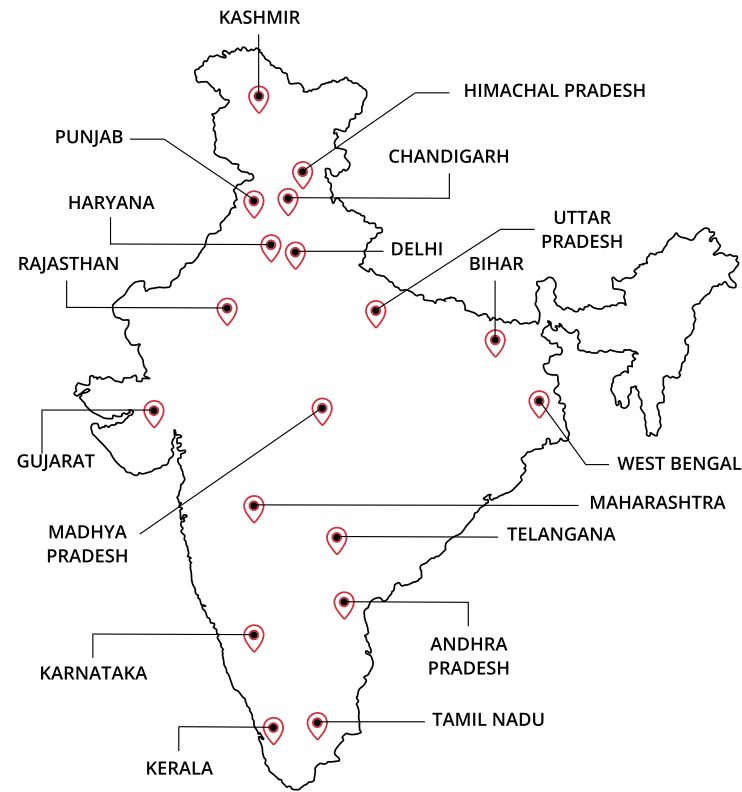 KASHMIR
HIMACHAL PRADESH
PUNJAB
CHANDIGARH
HARYANA
UTTAR
PRADESH
DELHI
RAJASTHAN
BIHAR
GUJARAT
WEST BENGAL
MAHARASHTRA
MADHYA
PRADESH
TELANGANA
ANDHRA
PRADESH
KARNATAKA
TAMIL NADU
KERALA